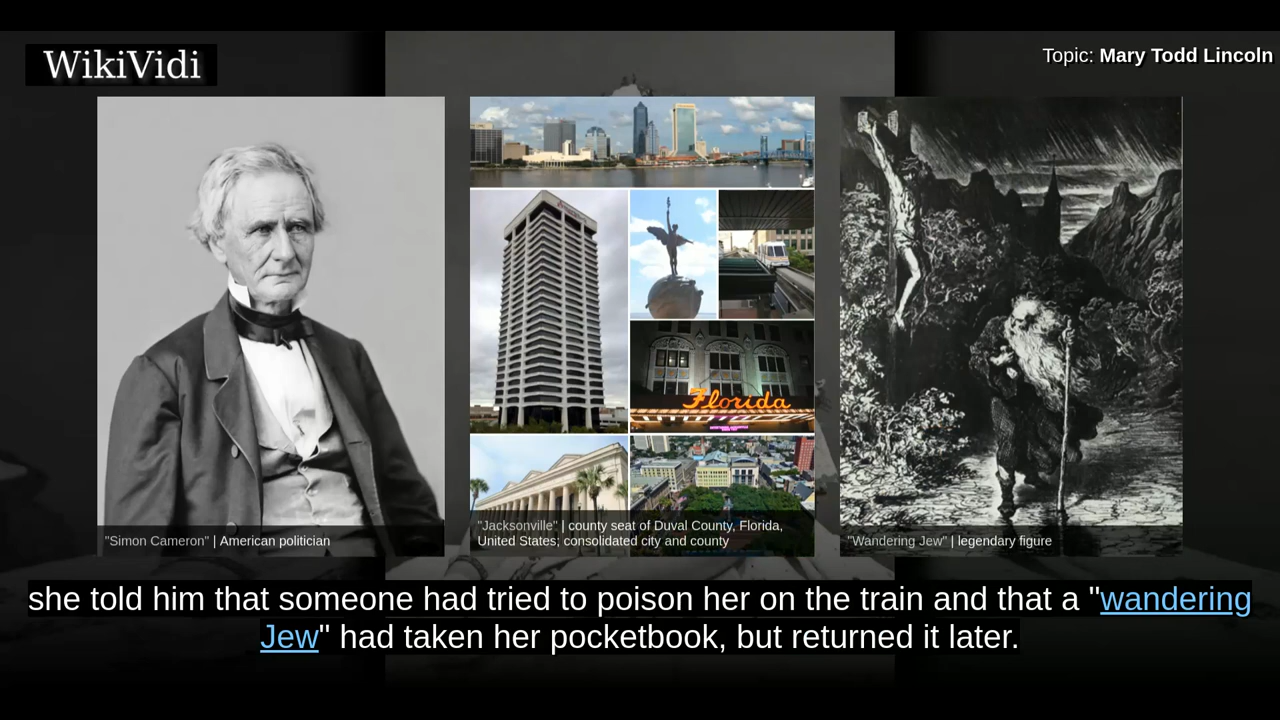 WikiVidi
Topic: Mary Todd Lincoln
Florida
"Simon Cameron" | American politician
"Jacksonville" | county seat of Duval County, Florida,
United States; consolidated city and county
"Wandering Jew" | legendary figure
she told him that someone had tried to poison her on the train and that a "wandering
Jew" had taken her pocketbook, but returned it later.